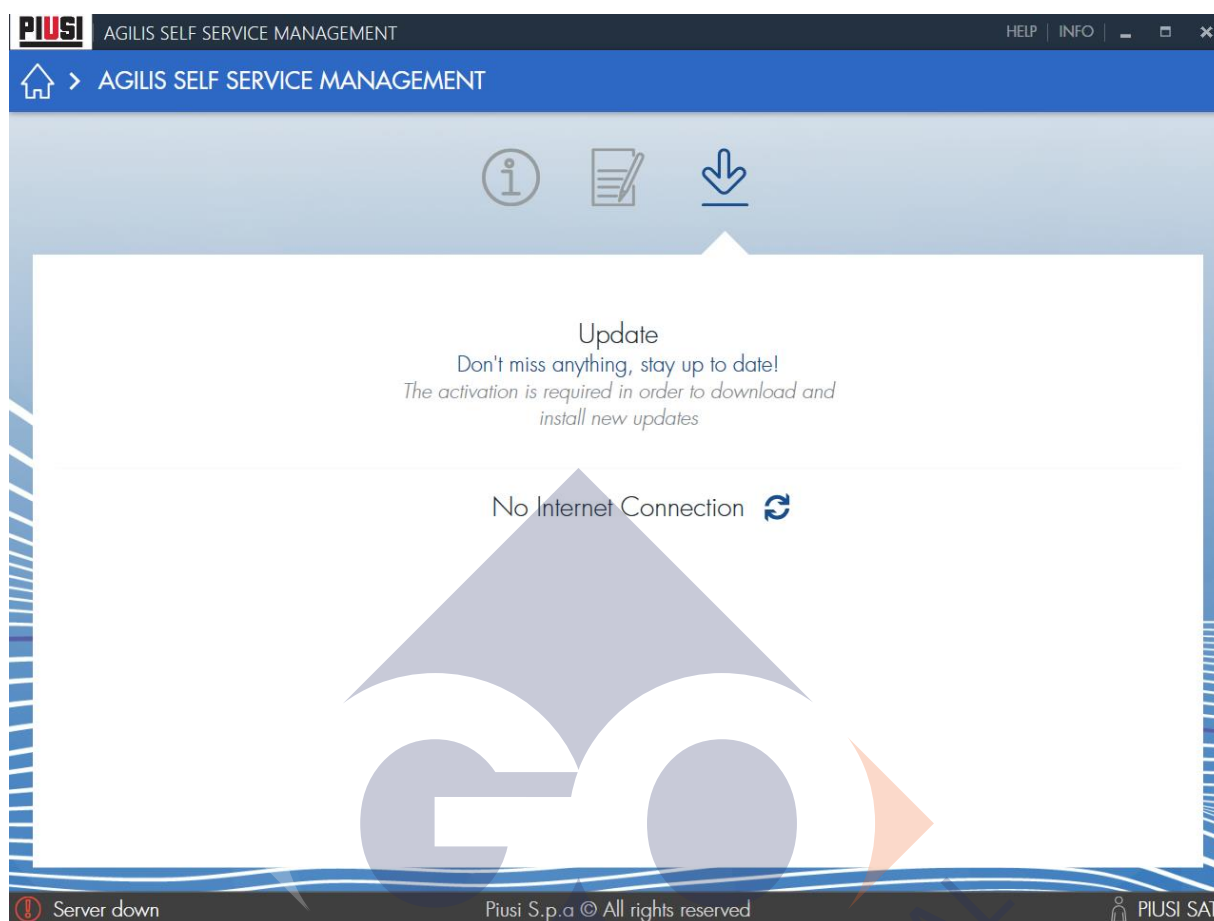 PIUSI AGILIS SELF SERVICE MANAGEMENT HELP | INFO |
> AGILIS SELF SERVICE MANAGEMENT
Update
Don't miss anything, stay up to date!
The activation is required in order to download and
install new updates
No Internet Connection
GO
Server down Piusi S.p.a © All rights reserved PIUSI SAT